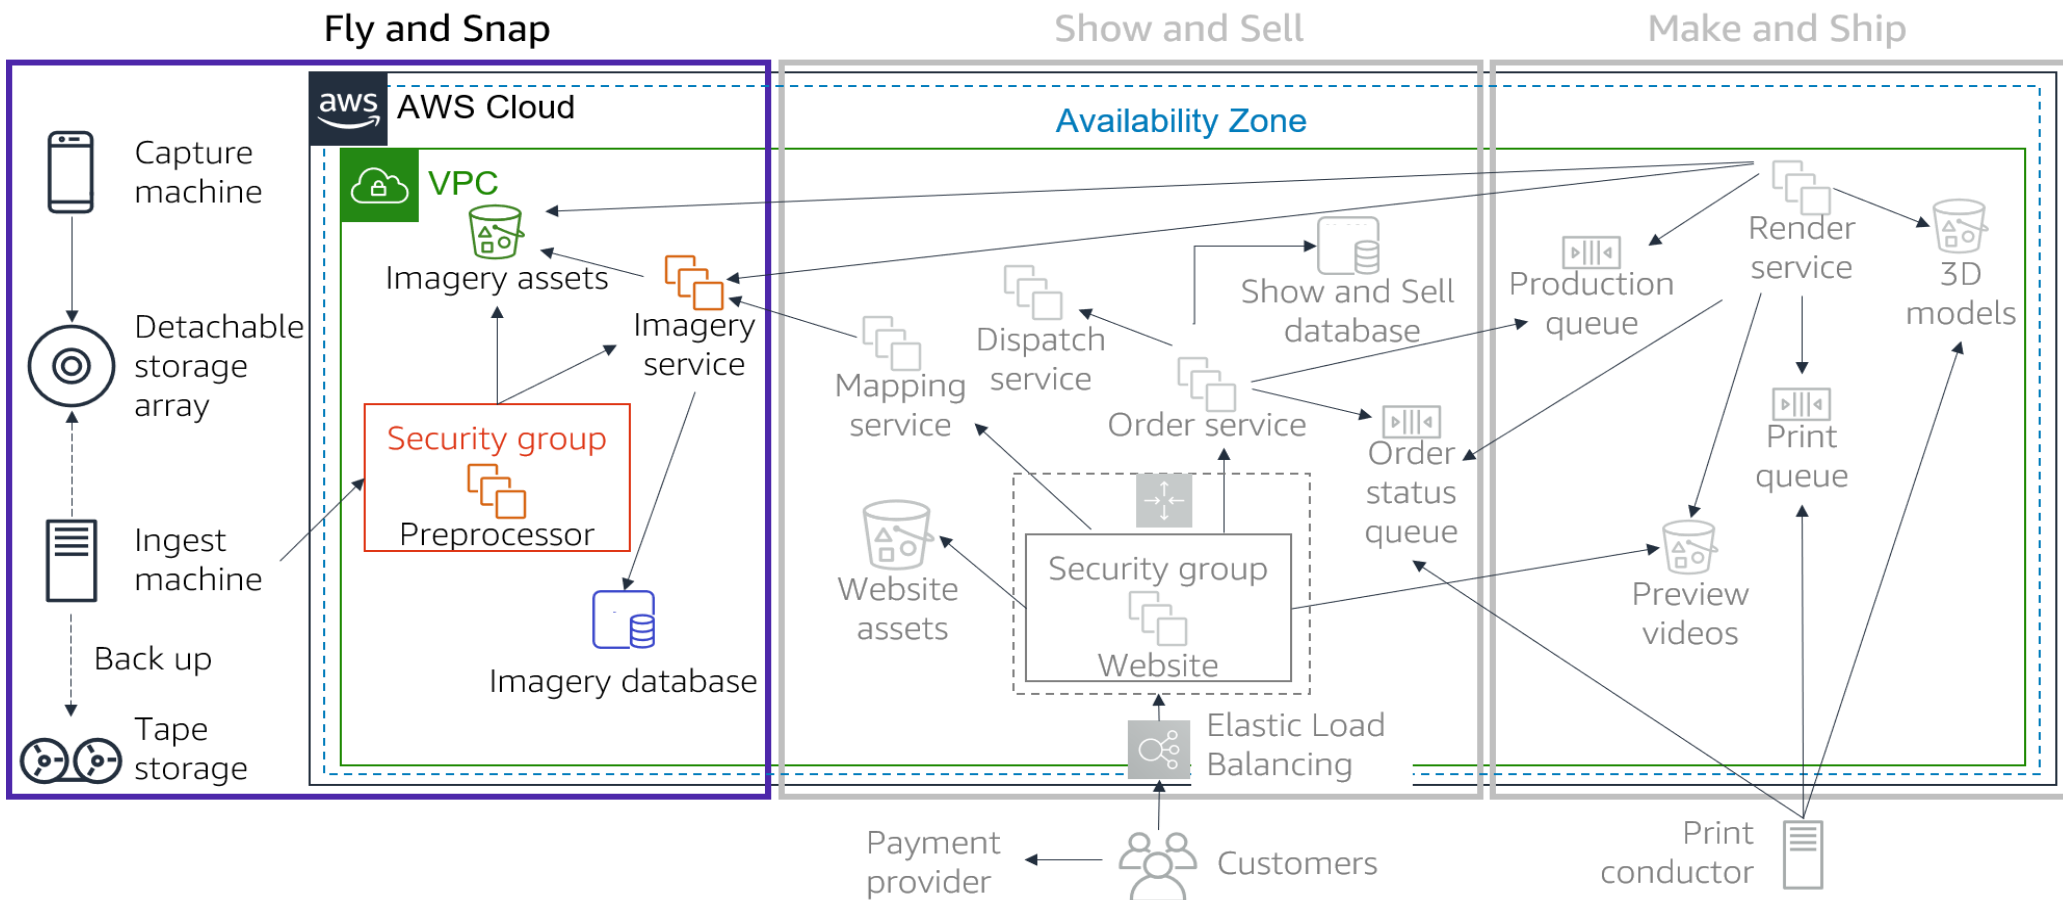 Fly and Snap
Show and Sell
Make and Ship
aws
AWS Cloud
Availability Zone
VPC
Capture
machine
Detachable
storage
array
Ingest
machine
Back up
Tape
storage
Imagery assets
Imagery
service
Security group
Preprocessor
Imagery database
Mapping
service
Dispatch
service
Show and Sell
database
Order service
Order
status
queue
Website
assets
Security group
Website
Elastic Load
Balancing
Payment
provider
Customers
Production
queue
Render
service
3D
models
Print
queue
Preview
videos
Print
conductor